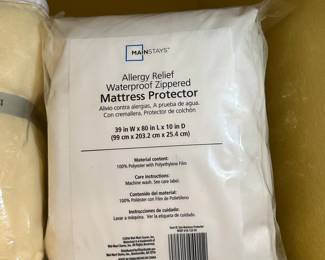 MAINSTAYS
Allergy Relief
Waterproof Zippered
Mattress Protector
Alivio contra alergias, A prueba de agua.
Con cremallera, Protector de colchón.
39 in W x 80 in L x 10 in D
(99 cm x 203.2 cm x 25.4 cm)
Material content:
100% Polyester with Polyethylene Film
Care instructions:
Machine wash. See care label.
Contenido del material:
100% Poliéster con Film de Polietileno
Instrucciones de cuidado:
Lavar a máquina. Ver la etiqueta de cuidado.